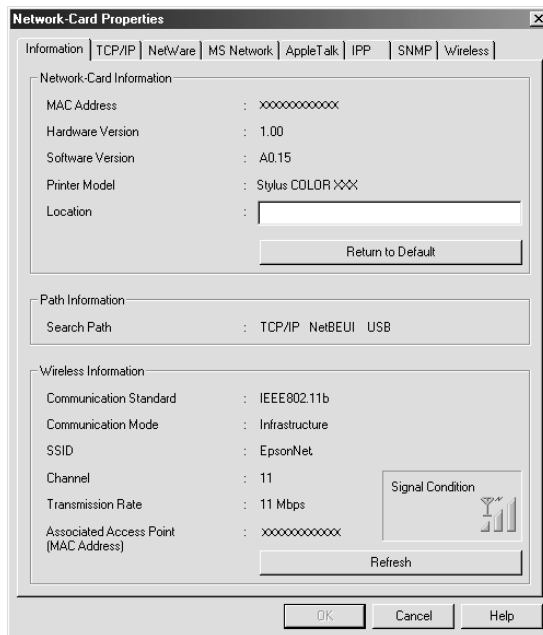 Network-Card Properties
Information TCP/IP NetWare MS Network AppleTalk IPP SNMP Wireless
Network-Card Information
MAC Address : xxxxxxxxxxxx
Hardware Version : 1.00
Software Version : A0.15
Printer Model : Stylus COLOR XXX
Location :
Return to Default
Path Information
Search Path : TCP/IP NetBEUI USB
Wireless Information
Communication Standard : IEEE802.11b
Communication Mode : Infrastructure
SSID : EpsonNet
Channel : 11
Signal Condition
Transmission Rate : 11 Mbps
Associated Access Point : xxxxxxxxxxxx
(MAC Address)
Refresh
OK Cancel Help